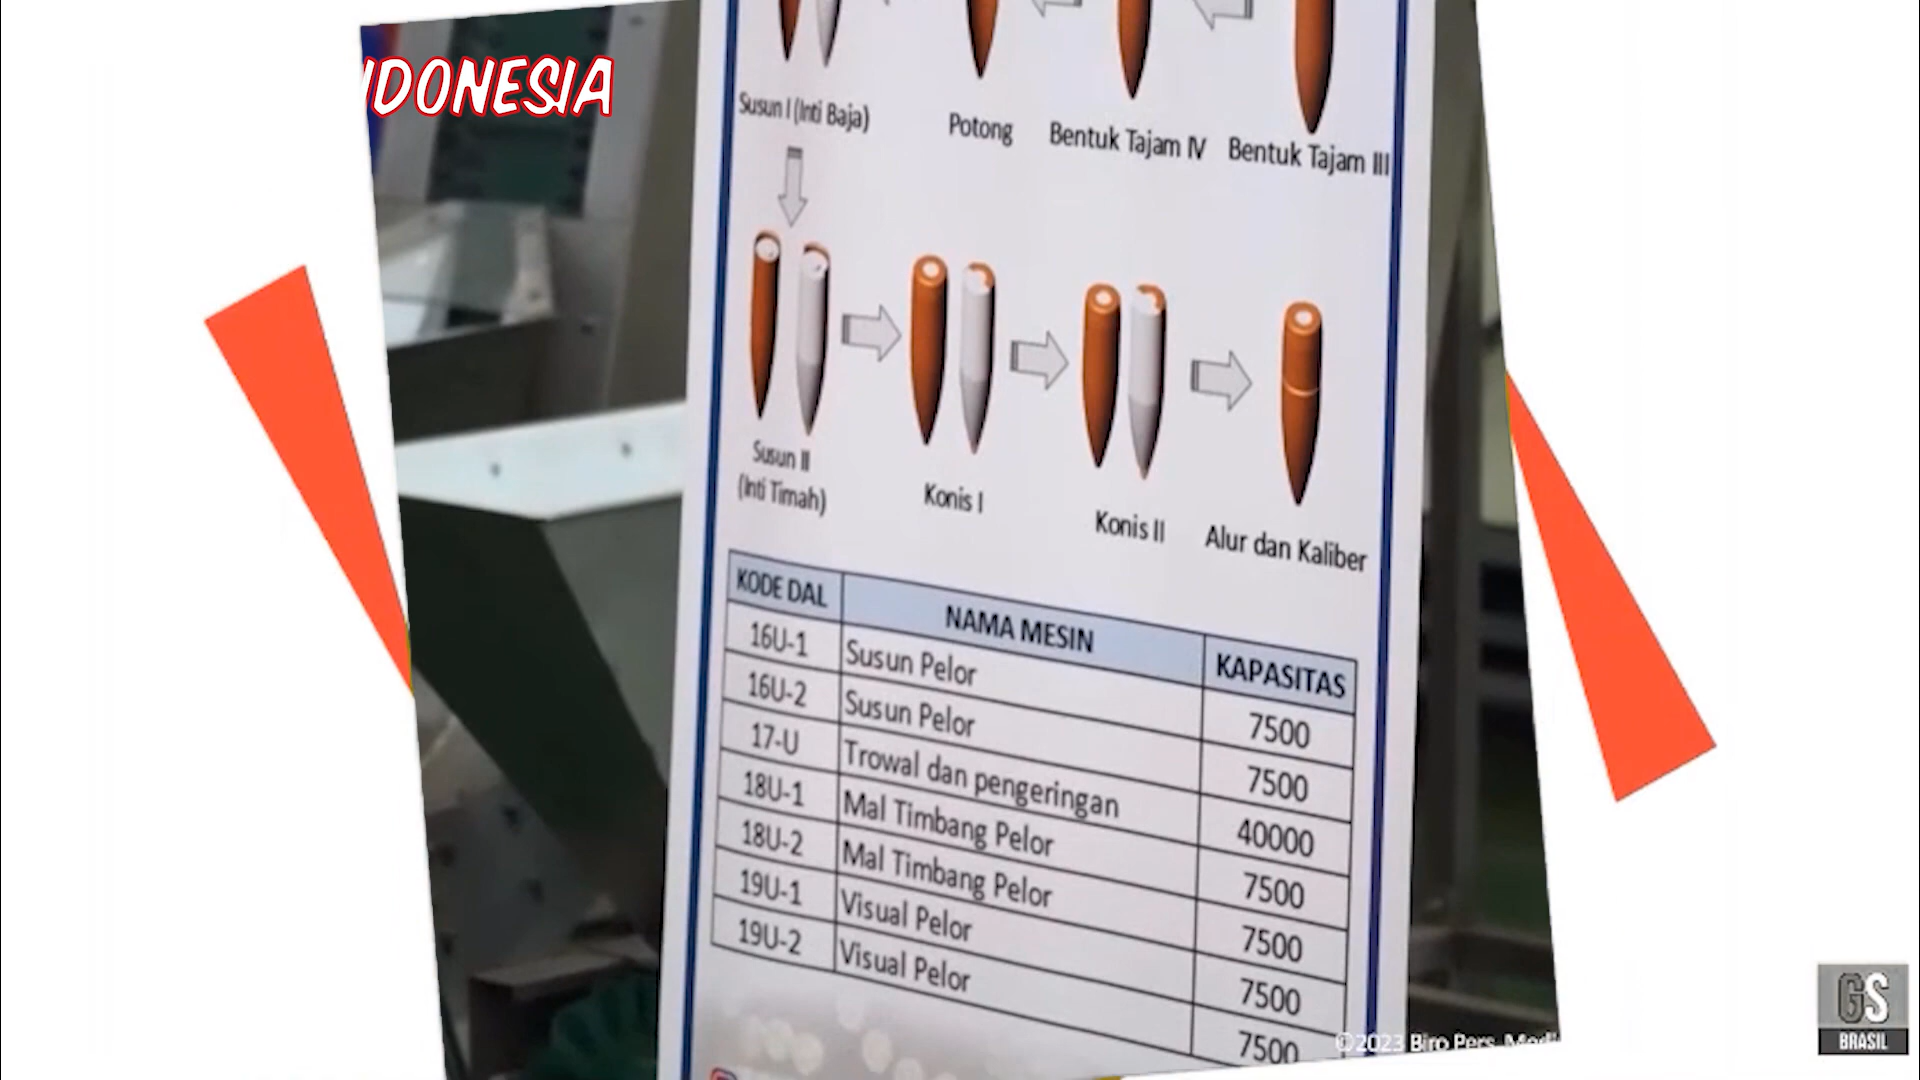 INDONESIA
Susun I (Inti Baja)
Potong
Bentuk Tajam IV
Bentuk Tajam III
Susun II
(Inti Timah)
Konis I
Konis II
Alur dan Kaliber
KODE DAL NAMA MESIN KAPASITAS
16U-1 Susun Pelor 7500
16U-2 Susun Pelor 7500
17-U Trowal dan pengeringan 40000
18U-1 Mal Timbang Pelor 7500
18U-2 Mal Timbang Pelor 7500
19U-1 Visual Pelor 7500
19U-2 Visual Pelor 7500
©2023 Biro Pers, Medi
GS
BRASIL